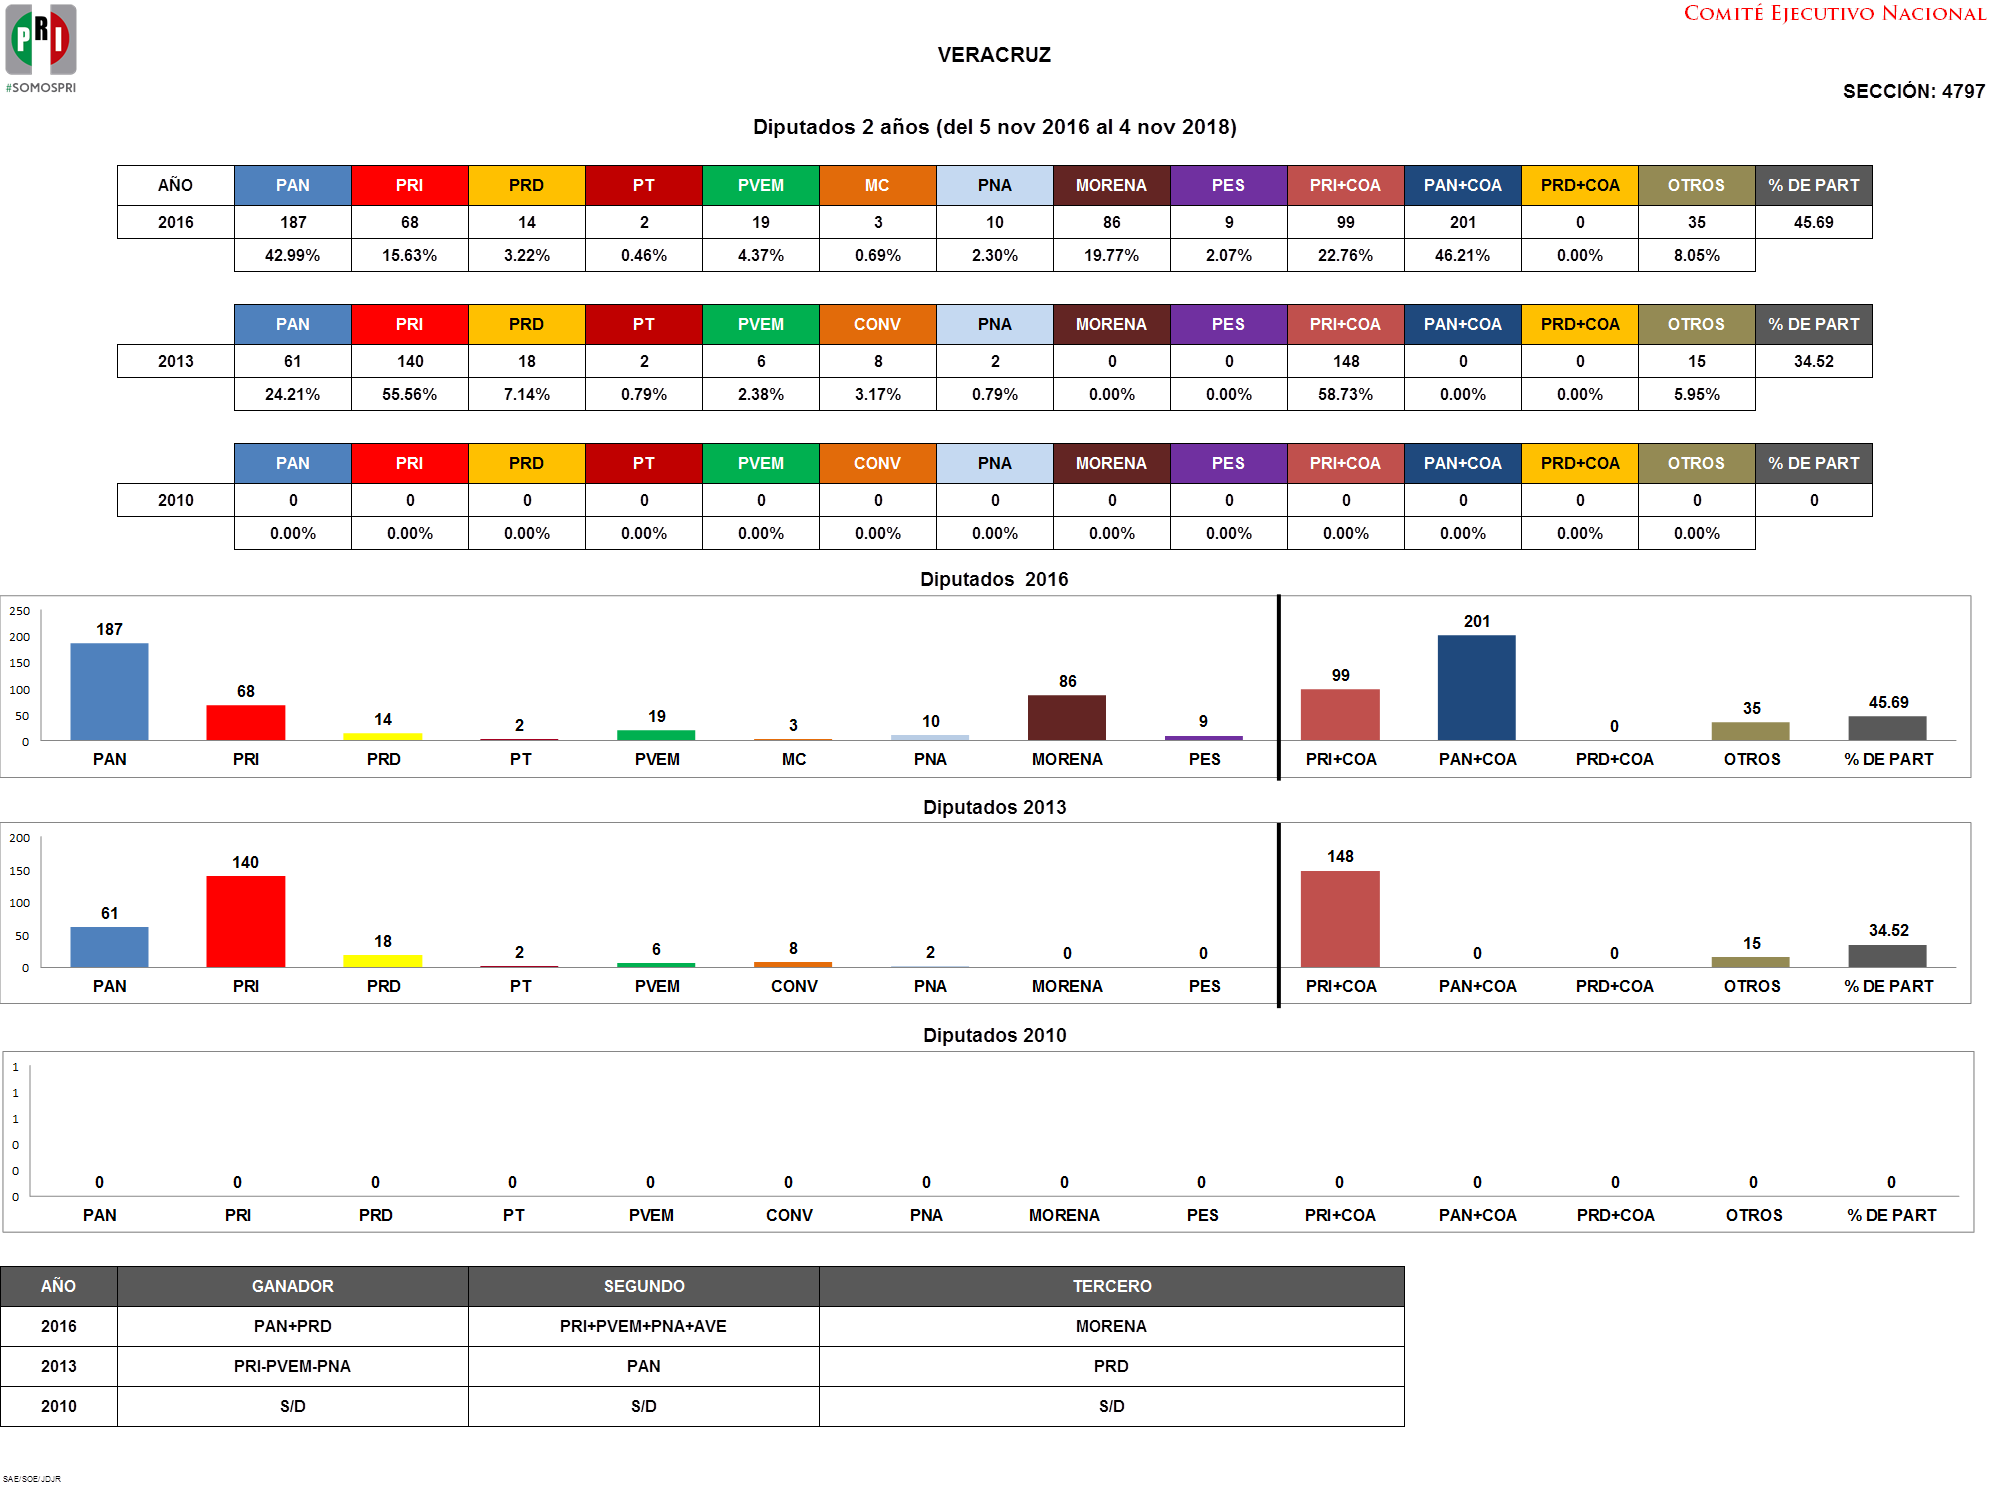 PRI
#SOMOSPRI
COMITÉ EJECUTIVO NACIONAL
VERACRUZ
SECCIÓN: 4797
Diputados 2 años (del 5 nov 2016 al 4 nov 2018)
AÑO PAN PRI PRD PT PVEM MC PNA MORENA PES PRI+COA PAN+COA PRD+COA OTROS % DE PART
2016 187 68 14 2 19 3 10 86 9 99 201 0 35 45.69
42.99% 15.63% 3.22% 0.46% 4.37% 0.69% 2.30% 19.77% 2.07% 22.76% 46.21% 0.00% 8.05%
PAN PRI PRD PT PVEM CONV PNA MORENA PES PRI+COA PAN+COA PRD+COA OTROS % DE PART
2013 61 140 18 2 6 8 2 0 0 148 0 0 15 34.52
24.21% 55.56% 7.14% 0.79% 2.38% 3.17% 0.79% 0.00% 0.00% 58.73% 0.00% 0.00% 5.95%
PAN PRI PRD PT PVEM CONV PNA MORENA PES PRI+COA PAN+COA PRD+COA OTROS % DE PART
2010 0 0 0 0 0 0 0 0 0 0 0 0 0 0
0.00% 0.00% 0.00% 0.00% 0.00% 0.00% 0.00% 0.00% 0.00% 0.00% 0.00% 0.00% 0.00%
Diputados 2016
250
200
150
100
50
0
187 68 14 2 19 3 10 86 9 99 201 0 35 45.69
PAN PRI PRD PT PVEM MC PNA MORENA PES PRI+COA PAN+COA PRD+COA OTROS % DE PART
Diputados 2013
200
150
100
50
0
61 140 18 2 6 8 2 0 0 148 0 0 15 34.52
PAN PRI PRD PT PVEM CONV PNA MORENA PES PRI+COA PAN+COA PRD+COA OTROS % DE PART
Diputados 2010
1
1
1
0
0
0
0 0 0 0 0 0 0 0 0 0 0 0 0 0
PAN PRI PRD PT PVEM CONV PNA MORENA PES PRI+COA PAN+COA PRD+COA OTROS % DE PART
AÑO GANADOR SEGUNDO TERCERO
2016 PAN+PRD PRI+PVEM+PNA+AVE MORENA
2013 PRI-PVEM-PNA PAN PRD
2010 S/D S/D S/D
SAE/SOE/JDJR